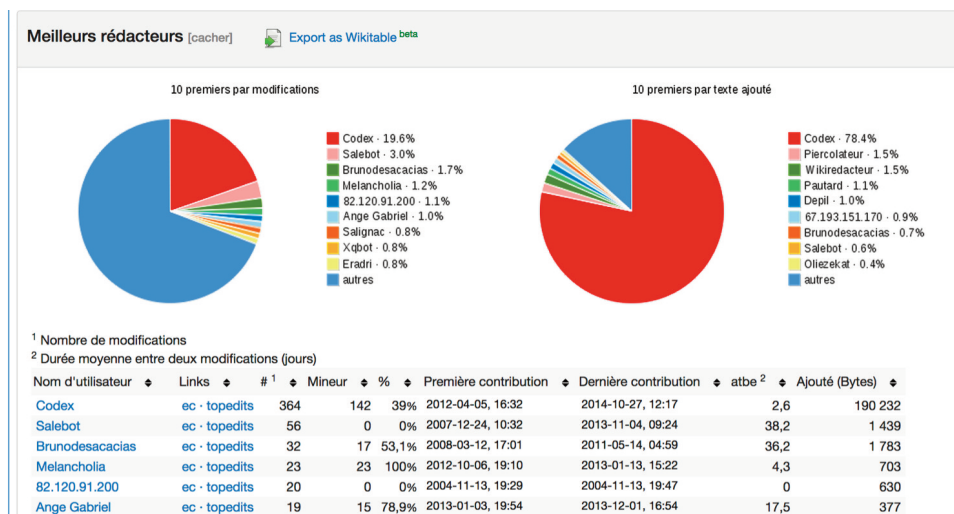 Meilleurs rédacteurs [cacher] Export as Wikitable beta
10 premiers par modifications
Codex · 19.6%
Salebot · 3.0%
Brunodesacacias · 1.7%
Melancholia · 1.2%
82.120.91.200 · 1.1%
Ange Gabriel · 1.0%
Salignac · 0.8%
Xqbot · 0.8%
Eradri · 0.8%
autres
10 premiers par texte ajouté
Codex · 78.4%
Piercolateur · 1.5%
Wikiredacteur · 1.5%
Pautard · 1.1%
Depil · 1.0%
67.193.151.170 · 0.9%
Brunodesacacias · 0.7%
Salebot · 0.6%
Oliezekat · 0.4%
autres
1 Nombre de modifications
2 Durée moyenne entre deux modifications (jours)
Nom d'utilisateur Links # 1 Mineur % Première contribution Dernière contribution atbe 2 Ajouté (Bytes)
Codex ec · topedits 364 142 39% 2012-04-05, 16:32 2014-10-27, 12:17 2,6 190 232
Salebot ec · topedits 56 0 0% 2007-12-24, 10:32 2013-11-04, 09:24 38,2 1 439
Brunodesacacias ec · topedits 32 17 53,1% 2008-03-12, 17:01 2011-05-14, 04:59 36,2 1 783
Melancholia ec · topedits 23 23 100% 2012-10-06, 19:10 2013-01-13, 15:22 4,3 703
82.120.91.200 ec · topedits 20 0 0% 2004-11-13, 19:29 2004-11-13, 19:47 0 630
Ange Gabriel ec · topedits 19 15 78,9% 2013-01-03, 19:54 2013-12-01, 16:54 17,5 377